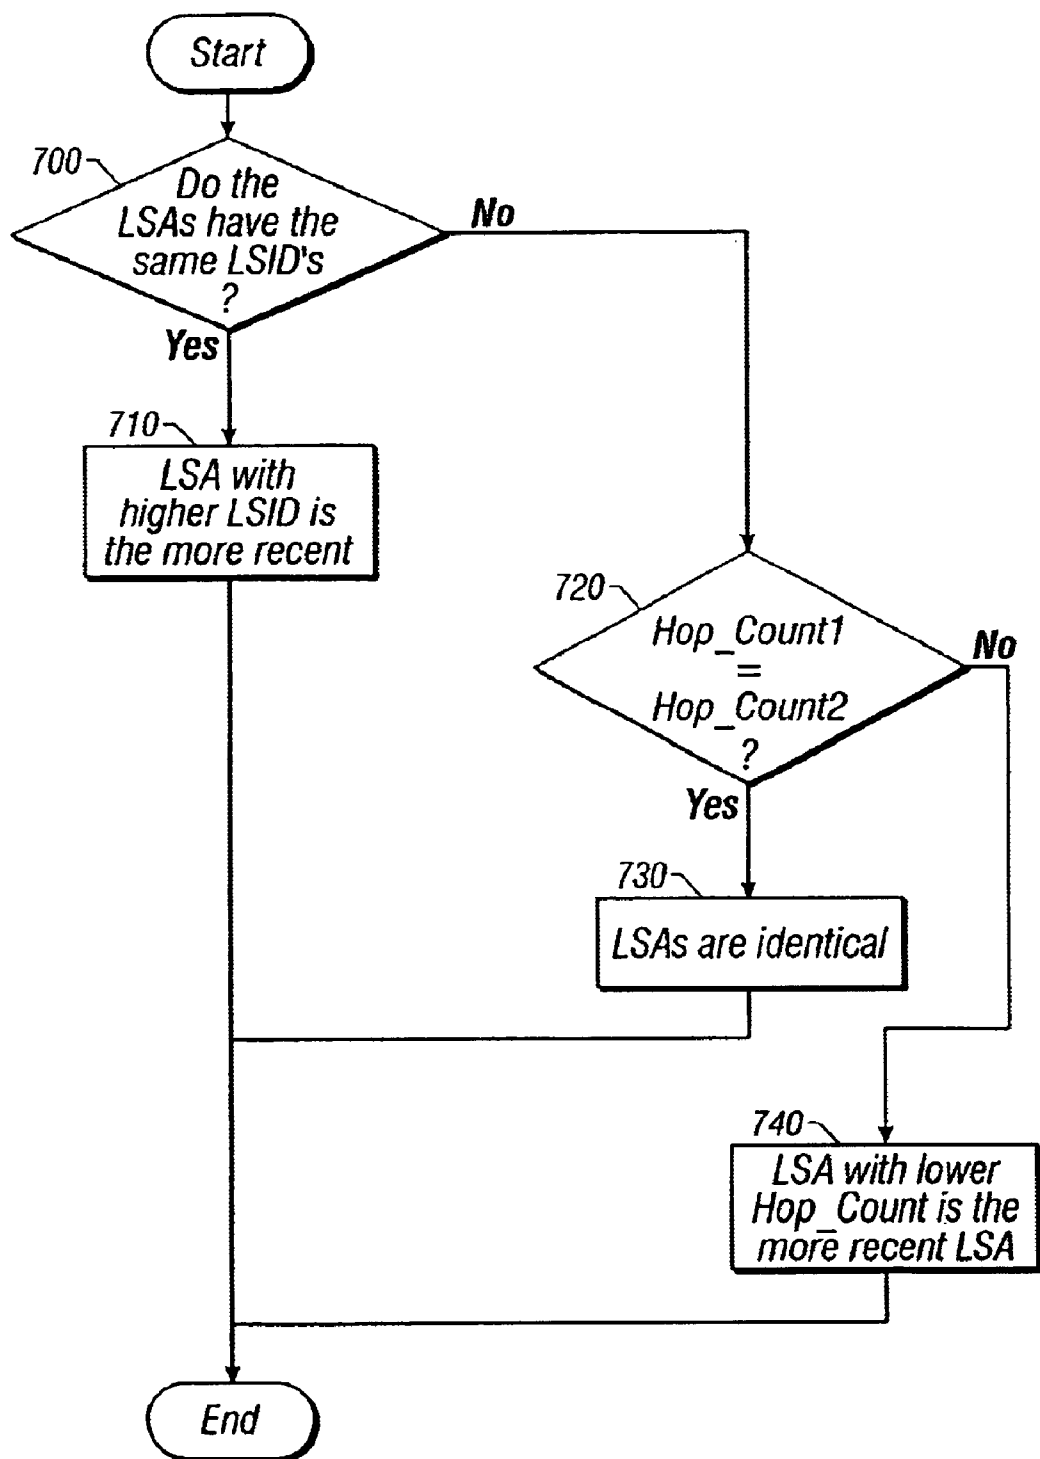 Start
700
Do the
LSAs have the
same LSID's
?
No
Yes
710
LSA with
higher LSID is
the more recent
720
Hop_Count1
=
Hop_Count2
?
No
Yes
730
LSAs are identical
740
LSA with lower
Hop_Count is the
more recent LSA
End